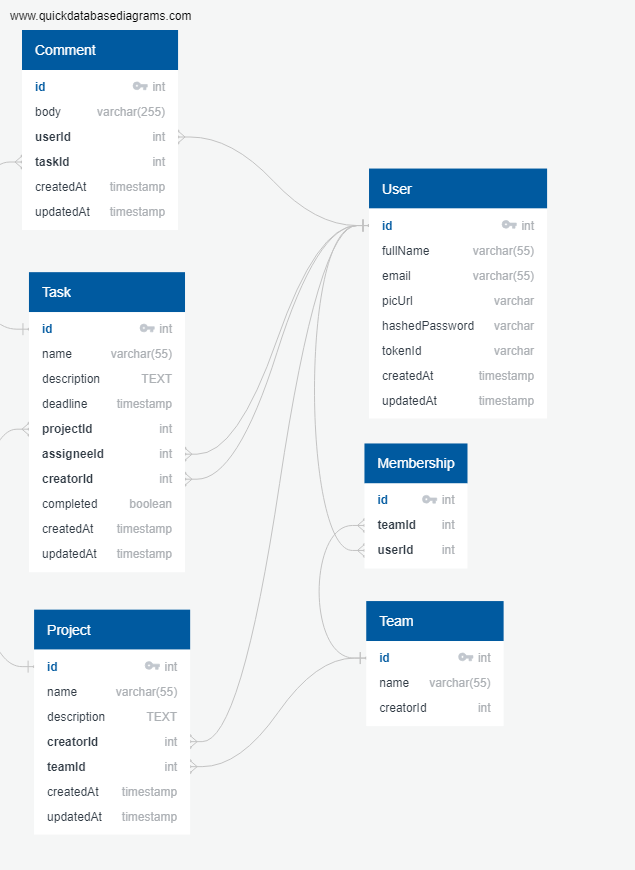 www.quickdatabasediagrams.com
Comment
id int
body varchar(255)
userId int
taskId int
createdAt timestamp
updatedAt timestamp
User
id int
fullName varchar(55)
email varchar(55)
picUrl varchar
hashedPassword varchar
tokenId varchar
createdAt timestamp
updatedAt timestamp
Task
id int
name varchar(55)
description TEXT
deadline timestamp
projectId int
assigneeId int
creatorId int
completed boolean
createdAt timestamp
updatedAt timestamp
Membership
id int
teamId int
userId int
Project
id int
name varchar(55)
description TEXT
creatorId int
teamId int
createdAt timestamp
updatedAt timestamp
Team
id int
name varchar(55)
creatorId int